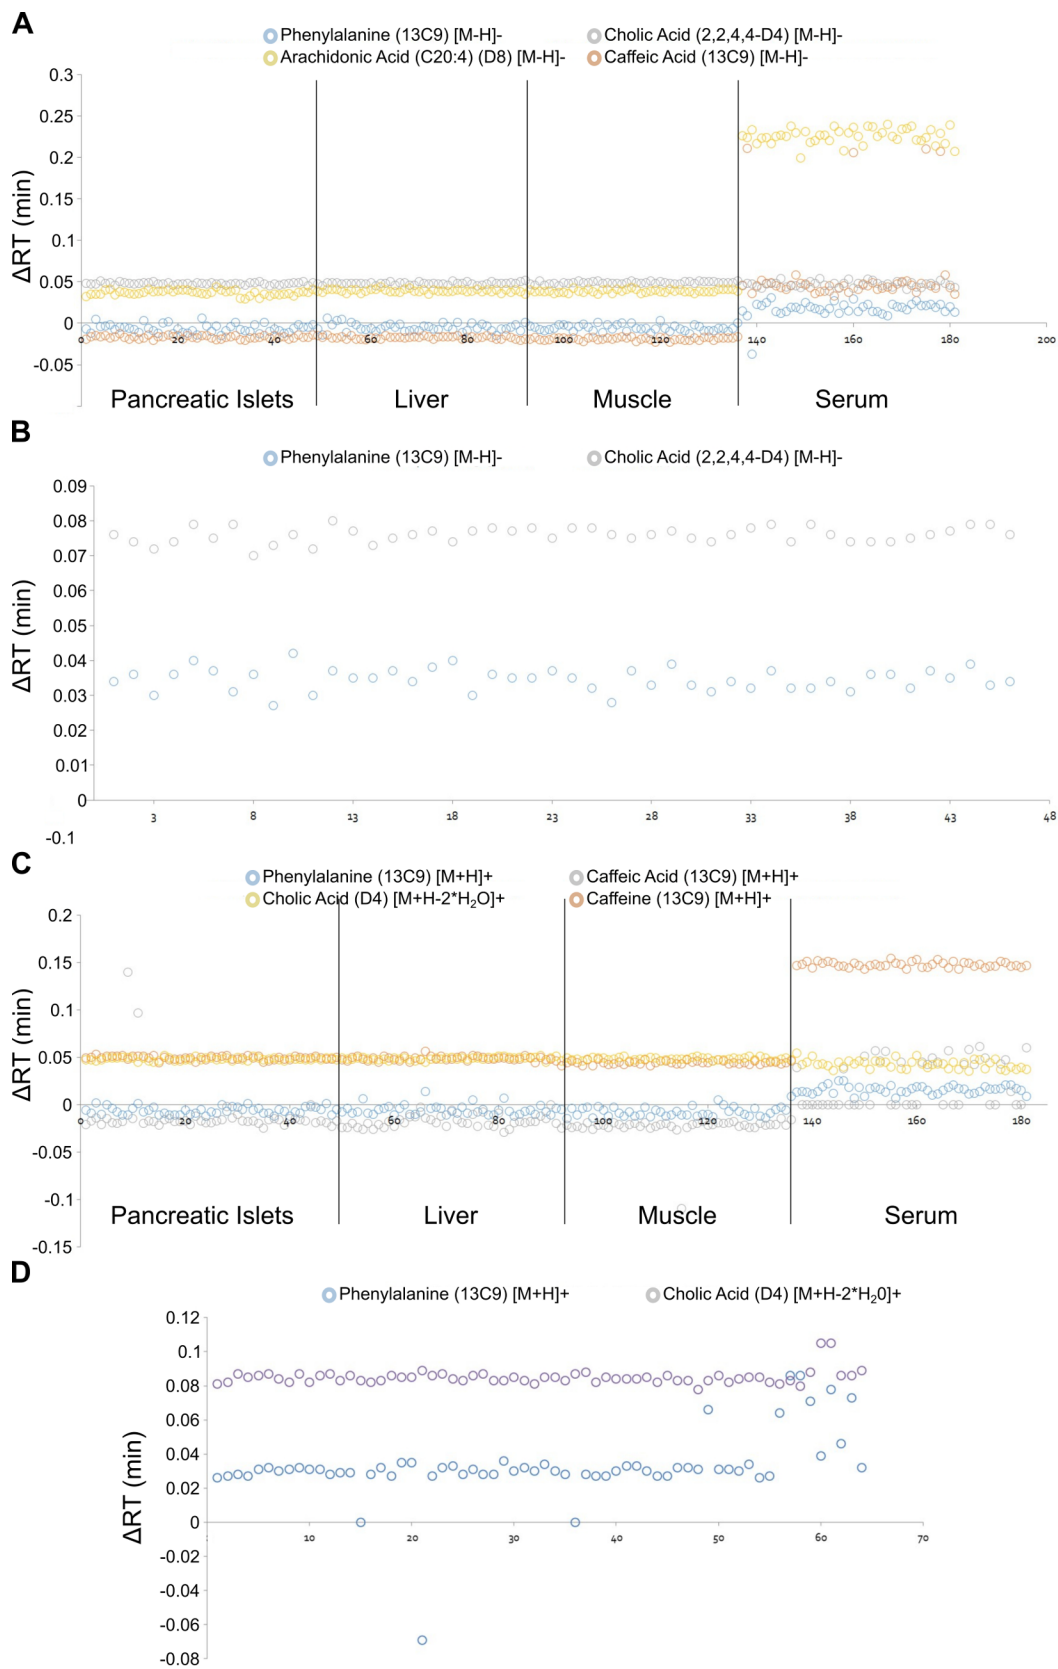 A
Phenylalanine (13C9) [M-H]-
Cholic Acid (2,2,4,4-D4) [M-H]-
Arachidonic Acid (C20:4) (D8) [M-H]-
Caffeic Acid (13C9) [M-H]-
0.3
0.25
0.2
0.15
0.1
0.05
0
-0.05
ΔRT (min)
0 20 40 60 80 100 120 140 160 180 200
Pancreatic Islets Liver Muscle Serum
B
Phenylalanine (13C9) [M-H]-
Cholic Acid (2,2,4,4-D4) [M-H]-
0.09
0.08
0.07
0.06
0.05
0.04
0.03
0.02
0.01
0
-0.1
ΔRT (min)
3 8 13 18 23 28 33 38 43 48
C
Phenylalanine (13C9) [M+H]+
Caffeic Acid (13C9) [M+H]+
Cholic Acid (D4) [M+H-2*H₂O]+
Caffeine (13C9) [M+H]+
0.2
0.15
0.1
0.05
0
-0.05
-0.1
-0.15
ΔRT (min)
0 20 40 60 80 100 120 140 160 180
Pancreatic Islets Liver Muscle Serum
D
Phenylalanine (13C9) [M+H]+
Cholic Acid (D4) [M+H-2*H₂0]+
0.12
0.1
0.08
0.06
0.04
0.02
0
-0.02
-0.04
-0.06
-0.08
ΔRT (min)
10 20 30 40 50 60 70